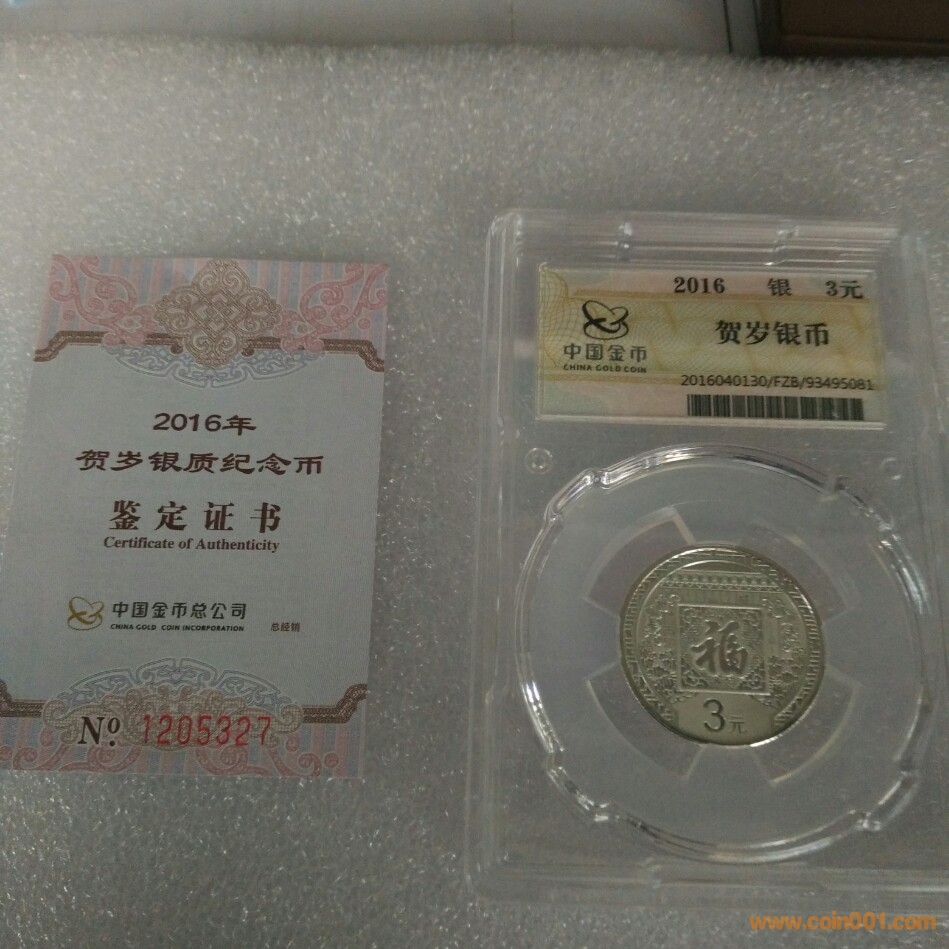 2016年
贺岁银质纪念币
鉴定证书
Certificate of Authenticity
中国金币总公司
CHINA GOLD COIN INCORPORATION
总经销
Nº. 1205327
2016 银 3元
贺岁银币
中国金币
CHINA GOLD COIN
2016040130/FZB/93495081
福
3元
www.coin001.com